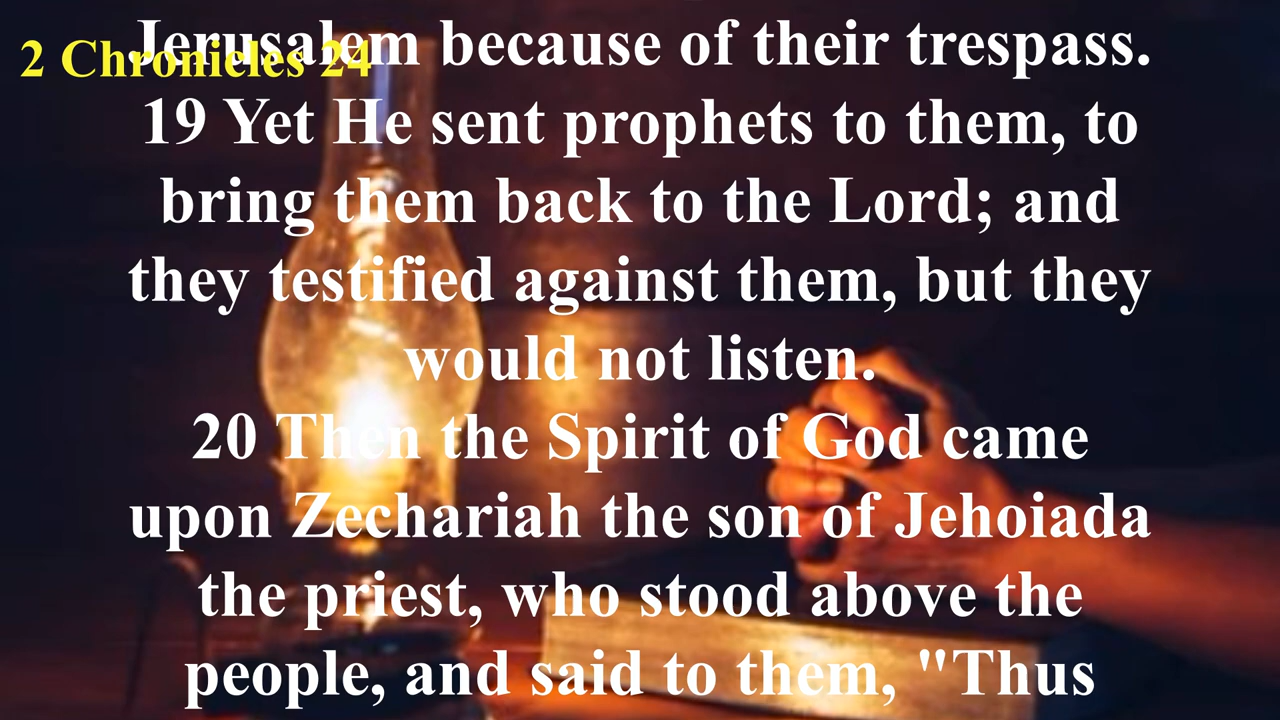 2 Chronicles 24
Jerusalem because of their trespass.
19 Yet He sent prophets to them, to
bring them back to the Lord; and
they testified against them, but they
would not listen.
20 Then the Spirit of God came
upon Zechariah the son of Jehoiada
the priest, who stood above the
people, and said to them, "Thus